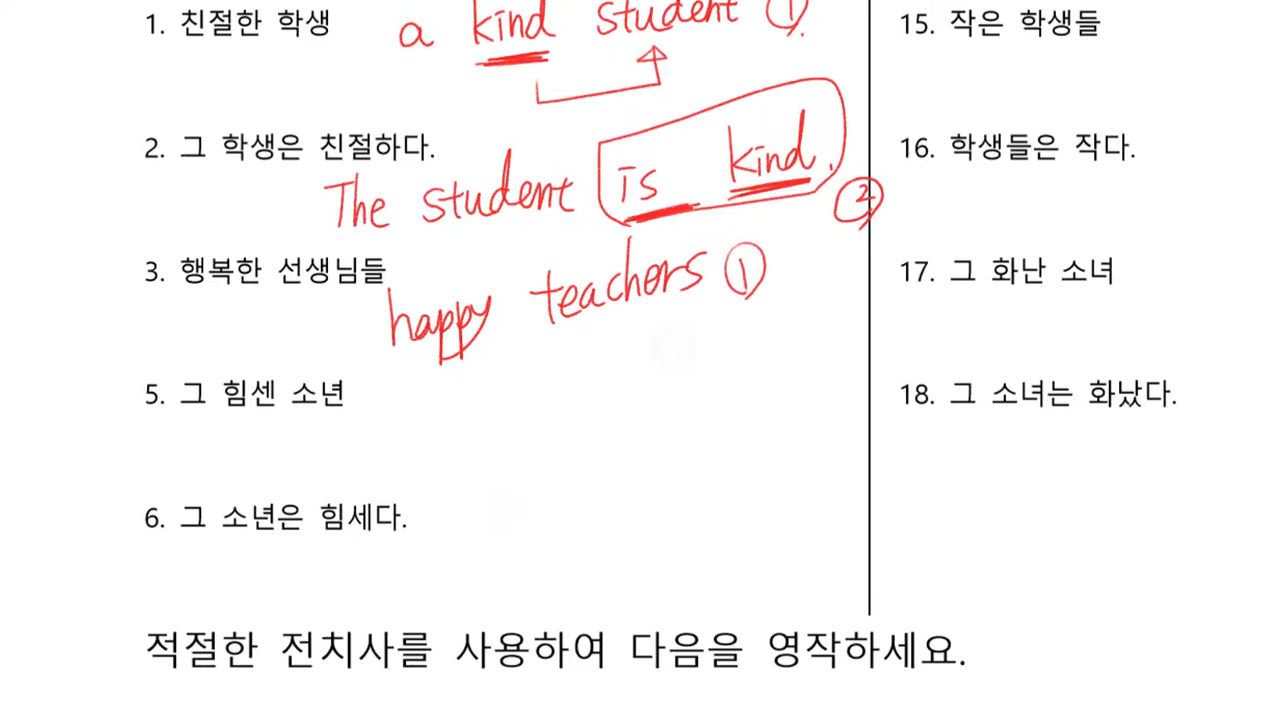 1. 친절한 학생 a kind student ①.
2. 그 학생은 친절하다.
The student is kind. ②
3. 행복한 선생님들
happy teachers ①
5. 그 힘센 소년
6. 그 소년은 힘세다.
15. 작은 학생들
16. 학생들은 작다.
17. 그 화난 소녀
18. 그 소녀는 화났다.
적절한 전치사를 사용하여 다음을 영작하세요.